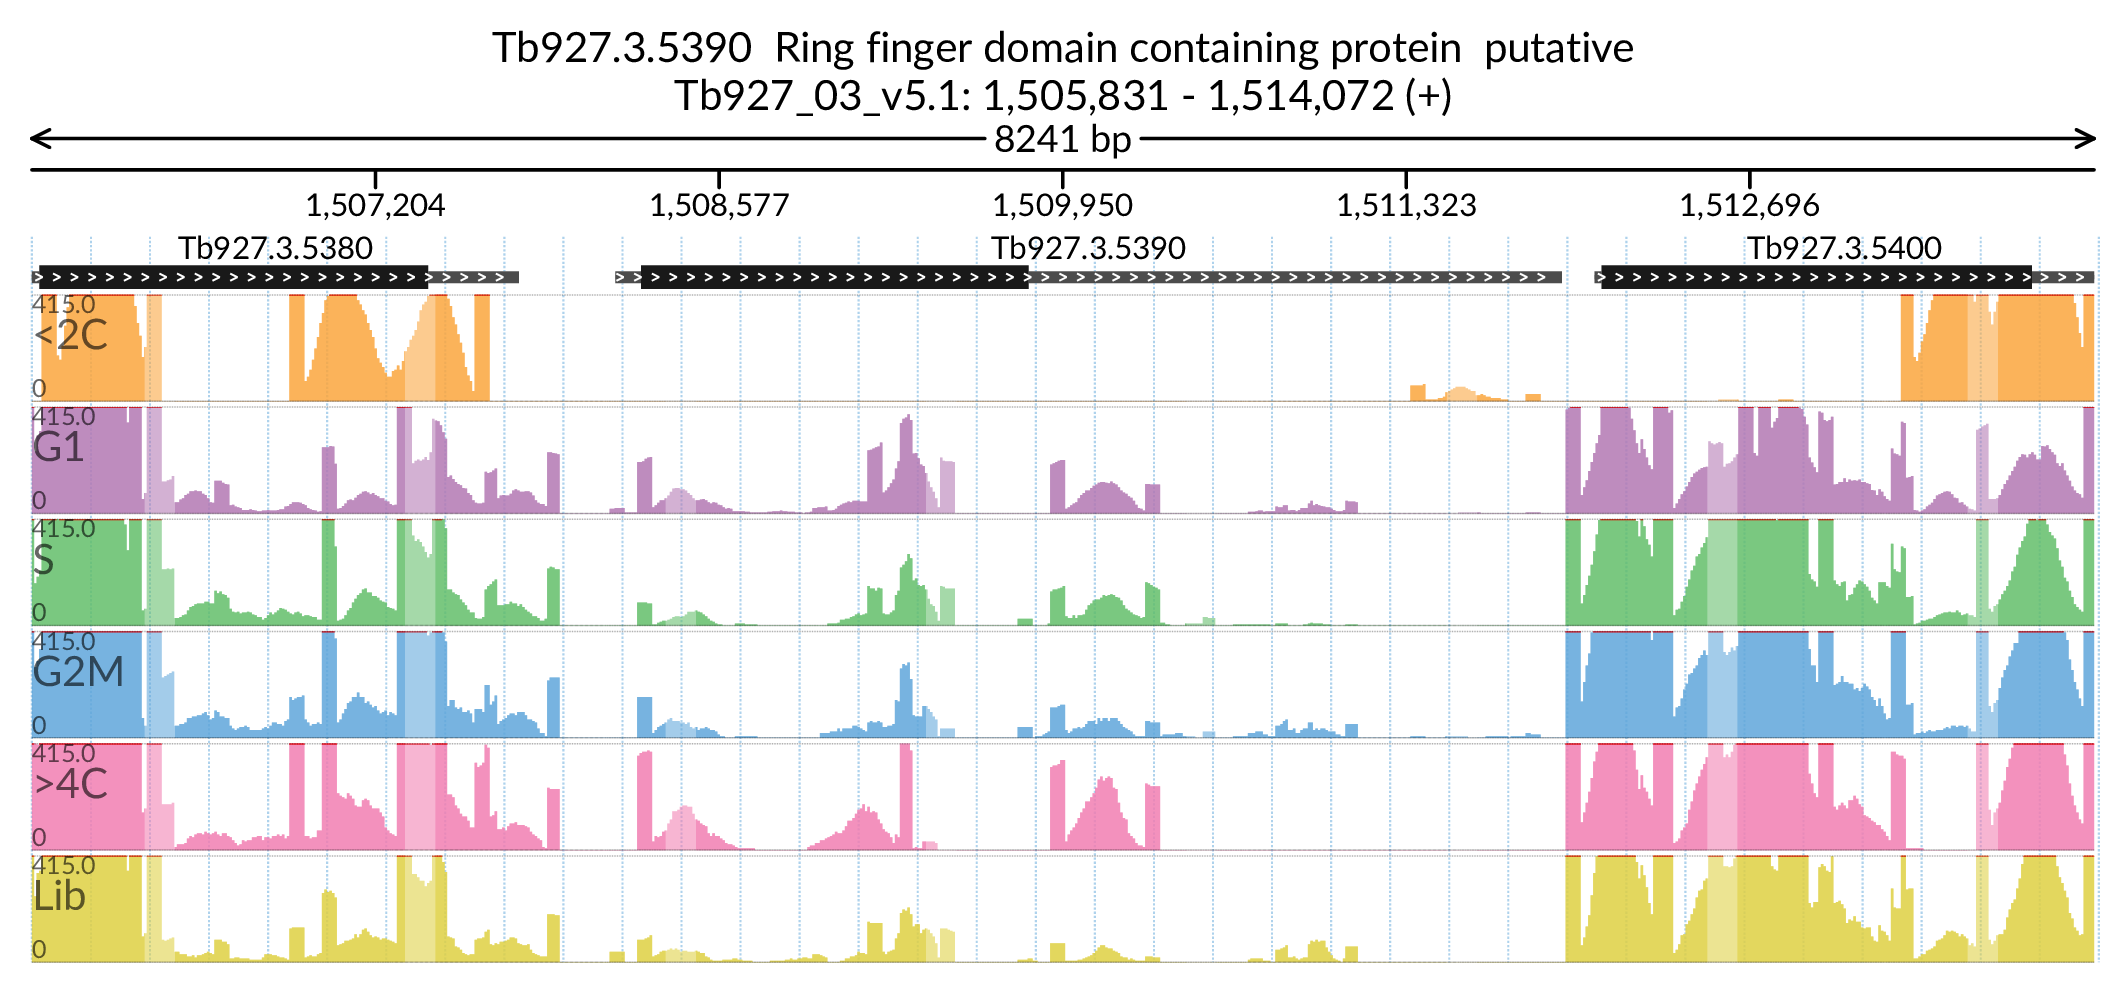 Tb927.3.5390  Ring finger domain containing protein  putative
Tb927_03_v5.1: 1,505,831 - 1,514,072 (+)
8241 bp
1,507,204 1,508,577 1,509,950 1,511,323 1,512,696
Tb927.3.5380 Tb927.3.5390 Tb927.3.5400
415.0
<2C
0
415.0
G1
0
415.0
S
0
415.0
G2M
0
415.0
>4C
0
415.0
Lib
0